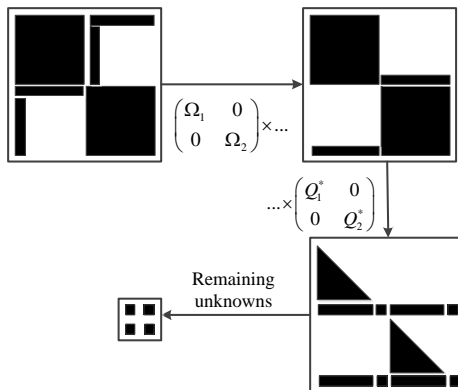 (Ω₁ 0
0 Ω₂) × ...
... × (Q₁* 0
0 Q₂*)
Remaining
unknowns